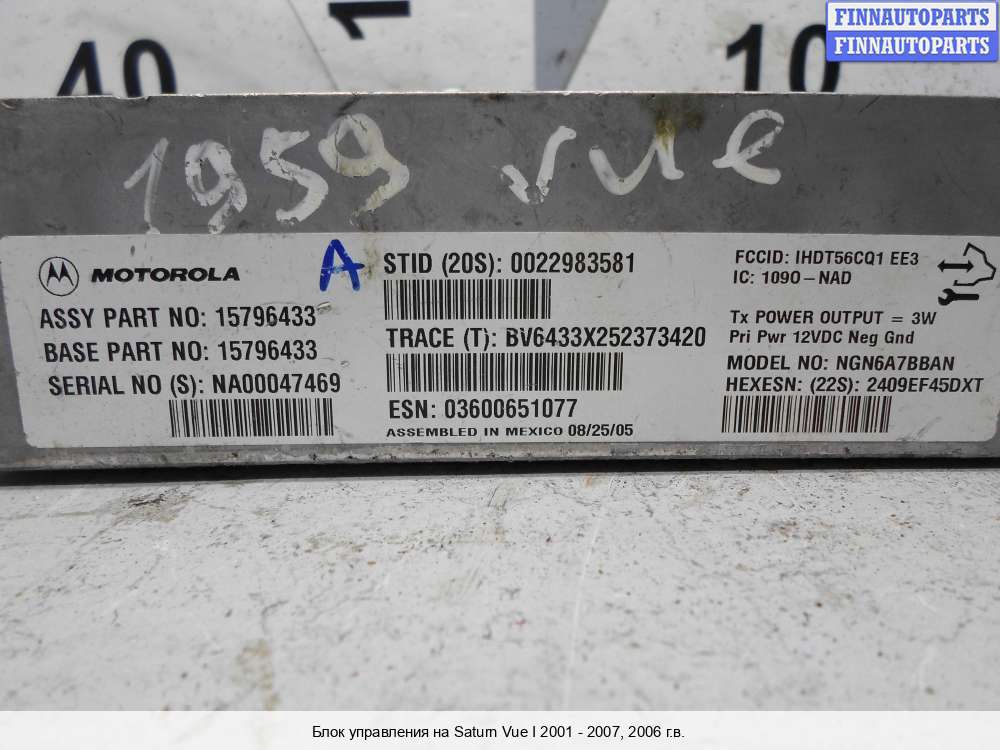 FINNAUTOPARTS
FINNAUTOPARTS
40
1
10
1959 vue
A
MOTOROLA
ASSY PART NO: 15796433
BASE PART NO: 15796433
SERIAL NO (S): NA00047469
STID (20S): 0022983581
TRACE (T): BV6433X252373420
ESN: 03600651077
ASSEMBLED IN MEXICO 08/25/05
FCCID: IHDT56CQ1 EE3
IC: 1090-NAD
Tx POWER OUTPUT = 3W
Pri Pwr 12VDC Neg Gnd
MODEL NO: NGN6A7BBAN
HEXESN: (22S): 2409EF45DXT
Блок управления на Saturn Vue I 2001 - 2007, 2006 г.в.